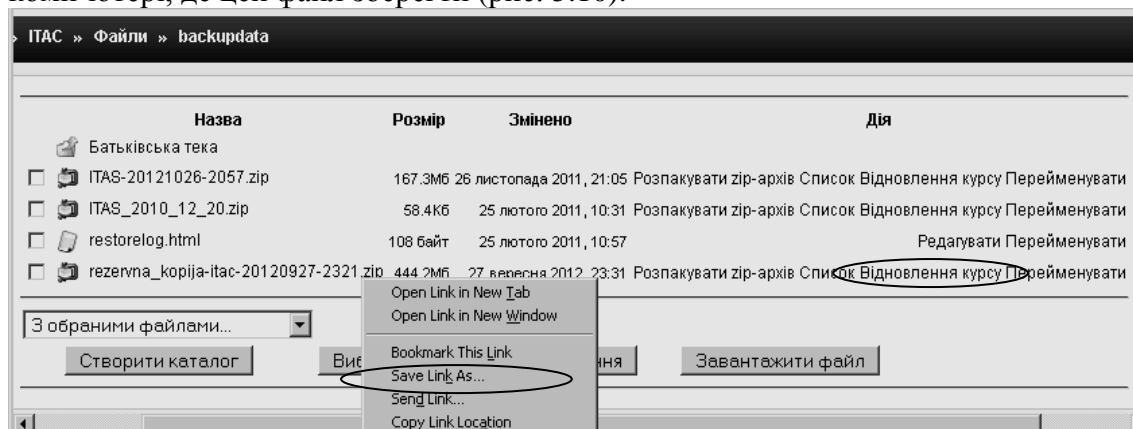 » ІТАС » Файли » backupdata
Назва Розмір Змінено Дія
Батьківська тека
ITAS-20121026-2057.zip 167.3Мб 26 листопада 2011, 21:05 Розпакувати zip-архів Список Відновлення курсу Перейменувати
ITAS_2010_12_20.zip 58.4Кб 25 лютого 2011, 10:31 Розпакувати zip-архів Список Відновлення курсу Перейменувати
restorelog.html 108 байт 25 лютого 2011, 10:57 Редагувати Перейменувати
rezervna_kopija-itac-20120927-2321.zip 444.2Мб 27 вересня 2012, 23:31 Розпакувати zip-архів Список Відновлення курсу Перейменувати
Open Link in New Tab
Open Link in New Window
З обраними файлами...
Bookmark This Link
Створити каталог Завантажити файл
Save Link As...
Send Link...
Copy Link Location